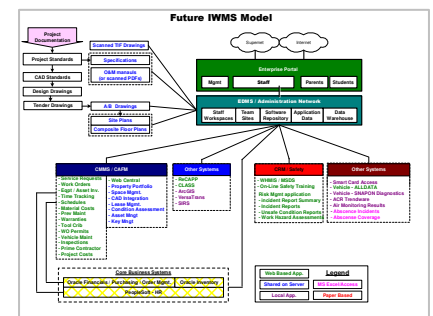 Future IWMS Model
Project
Documentation
Project Standards
CAD Standards
Design Drawings
Tender Drawings
Scanned TIF Drawings
Specifications
O&M manauls
(or scanned PDFs)
A/B Drawings
Site Plans
Composite Floor Plans
Supernet
Internet
Enterprise Portal
Mgmt
Staff
Parents
Students
EDMS / Administration Network
Staff
Workspaces
Team
Sites
Software
Repository
Application
Data
Data
Warehouse
CMMS / CAFM
- Service Requests
- Work Orders
- Eqpt / Asset Inv.
- Time Tracking
- Schedules
- Material Costs
- Prev Maint
- Warranties
- Tool Crib
- WO Permits
- Vehicle Maint
- Inspections
- Prime Contractor
- Project Costs
- Web Central
- Property Portfolio
- Space Mgmt.
- CAD Integration
- Lease Mgmt.
- Condition Assessment
- Asset Mgnt
- Key Mngt
Other Systems
- ReCAPP
- CLASS
- ArcGIS
- VersaTrans
- SIRS
CRM / Safety
- WHMIS / MSDS
- On-Line Safety Training
- Risk Mgmt application
- Incident Report Summary
- Incident Reports
- Unsafe Condition Reports
- Work Hazard Assessments
Other Systems
- Smart Card Access
- Vehicle - ALLDATA
- Vehicle - SNAPON Diagnostics
- ACR Trendware
- Air Monitoring Results
- Abscence Incidents
- Abscence Coverage
Core Business Systems
Oracle Financials / Purchasing / Order Mgmt.
Oracle Inventory
PeopleSoft - HR
Legend
Web Based App.
Shared on Server
MS Excel/Access
Local App.
Paper Based